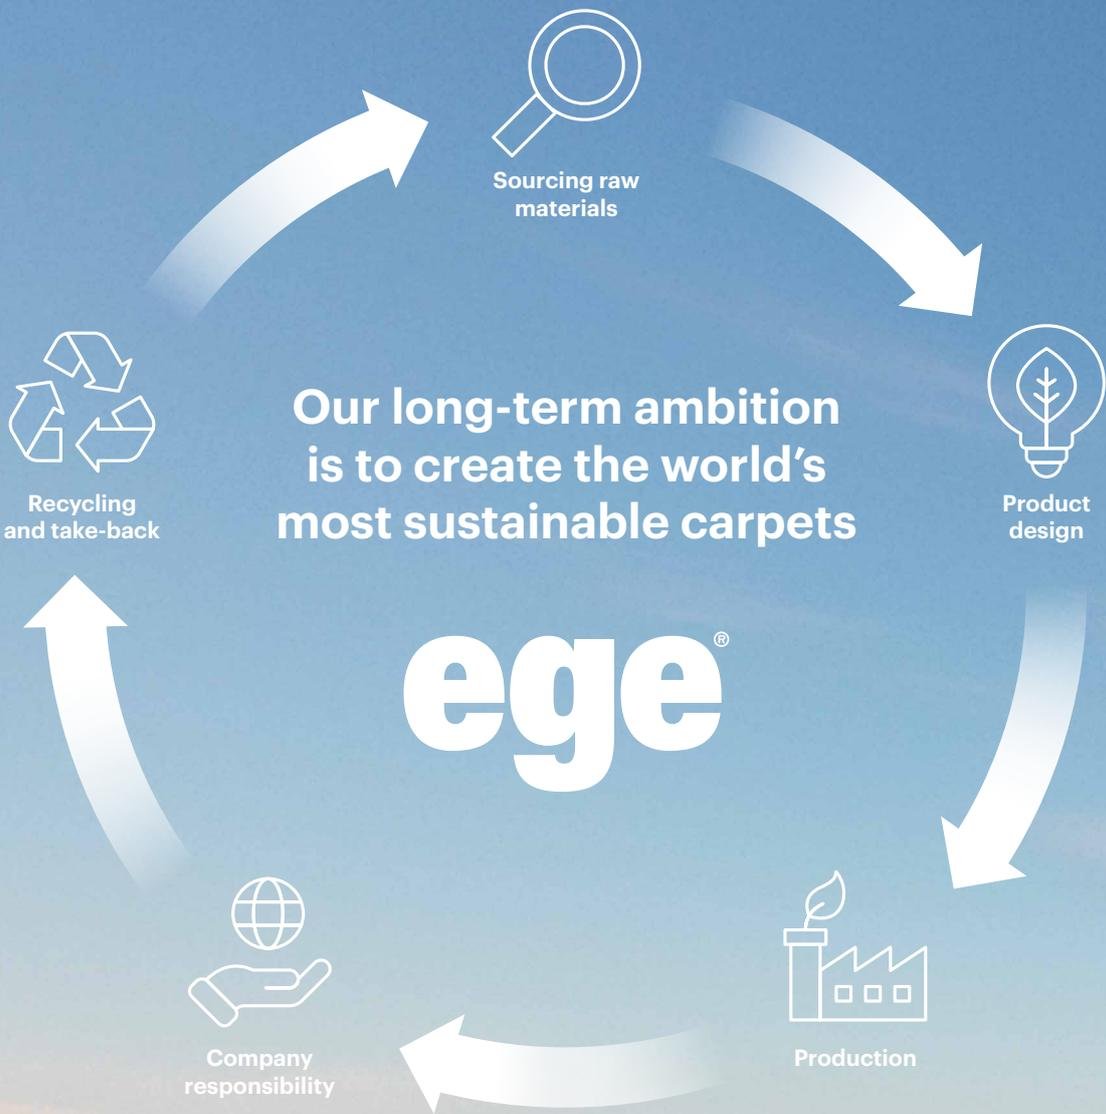 Sourcing raw
materials
Our long-term ambition
is to create the world’s
most sustainable carpets
Recycling
and take-back
Product
design
ege®
Company
responsibility
Production